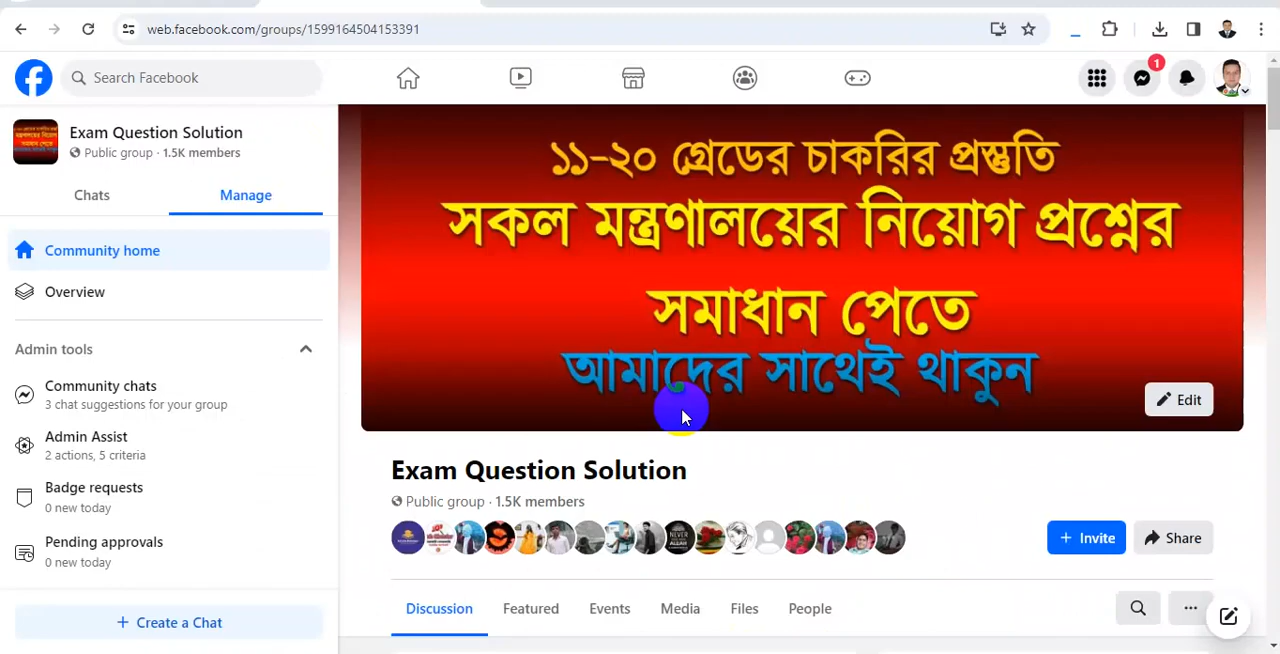 web.facebook.com/groups/1599164504153391
Search Facebook
1
Exam Question Solution
Public group · 1.5K members
Chats
Manage
Community home
Overview
Admin tools
Community chats
3 chat suggestions for your group
Admin Assist
2 actions, 5 criteria
Badge requests
0 new today
Pending approvals
0 new today
+ Create a Chat
১১-২০ গ্রেডের চাকরির প্রস্তুতি
সকল মন্ত্রণালয়ের নিয়োগ প্রশ্নের
সমাধান পেতে
আমাদের সাথেই থাকুন
Edit
Exam Question Solution
Public group · 1.5K members
+ Invite
Share
Discussion
Featured
Events
Media
Files
People